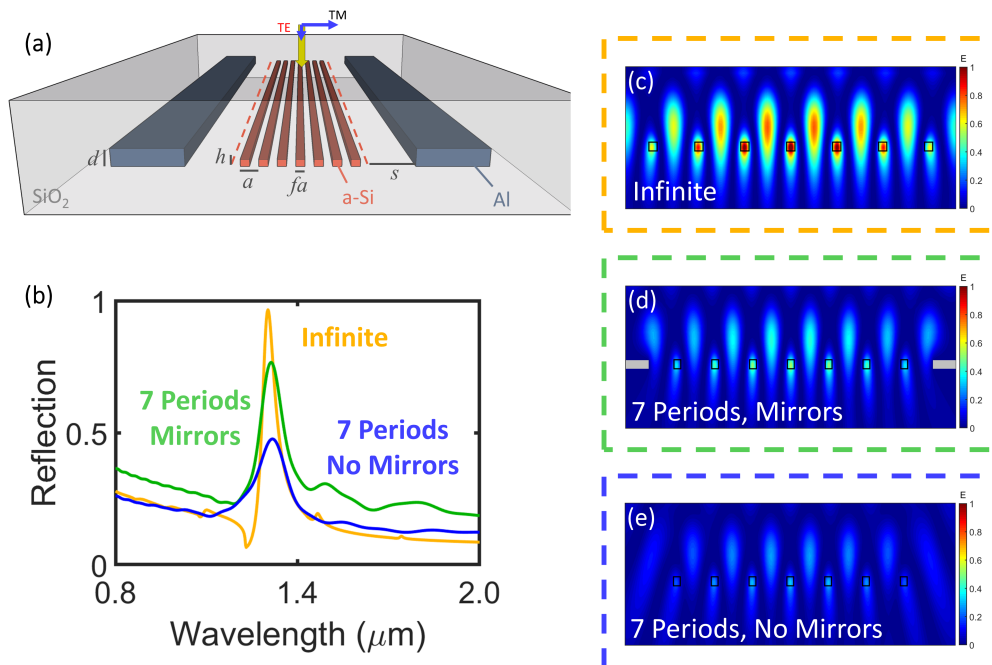 (a)
TE
TM
d
h
a
fa
s
SiO2
a-Si
Al
(b)
1
0.5
0
Reflection
Infinite
7 Periods
Mirrors
7 Periods
No Mirrors
0.8
1.4
2.0
Wavelength (μm)
(c)
Infinite
E
1
0.8
0.6
0.4
0.2
0
(d)
7 Periods, Mirrors
E
1
0.8
0.6
0.4
0.2
0
(e)
7 Periods, No Mirrors
E
1
0.8
0.6
0.4
0.2
0